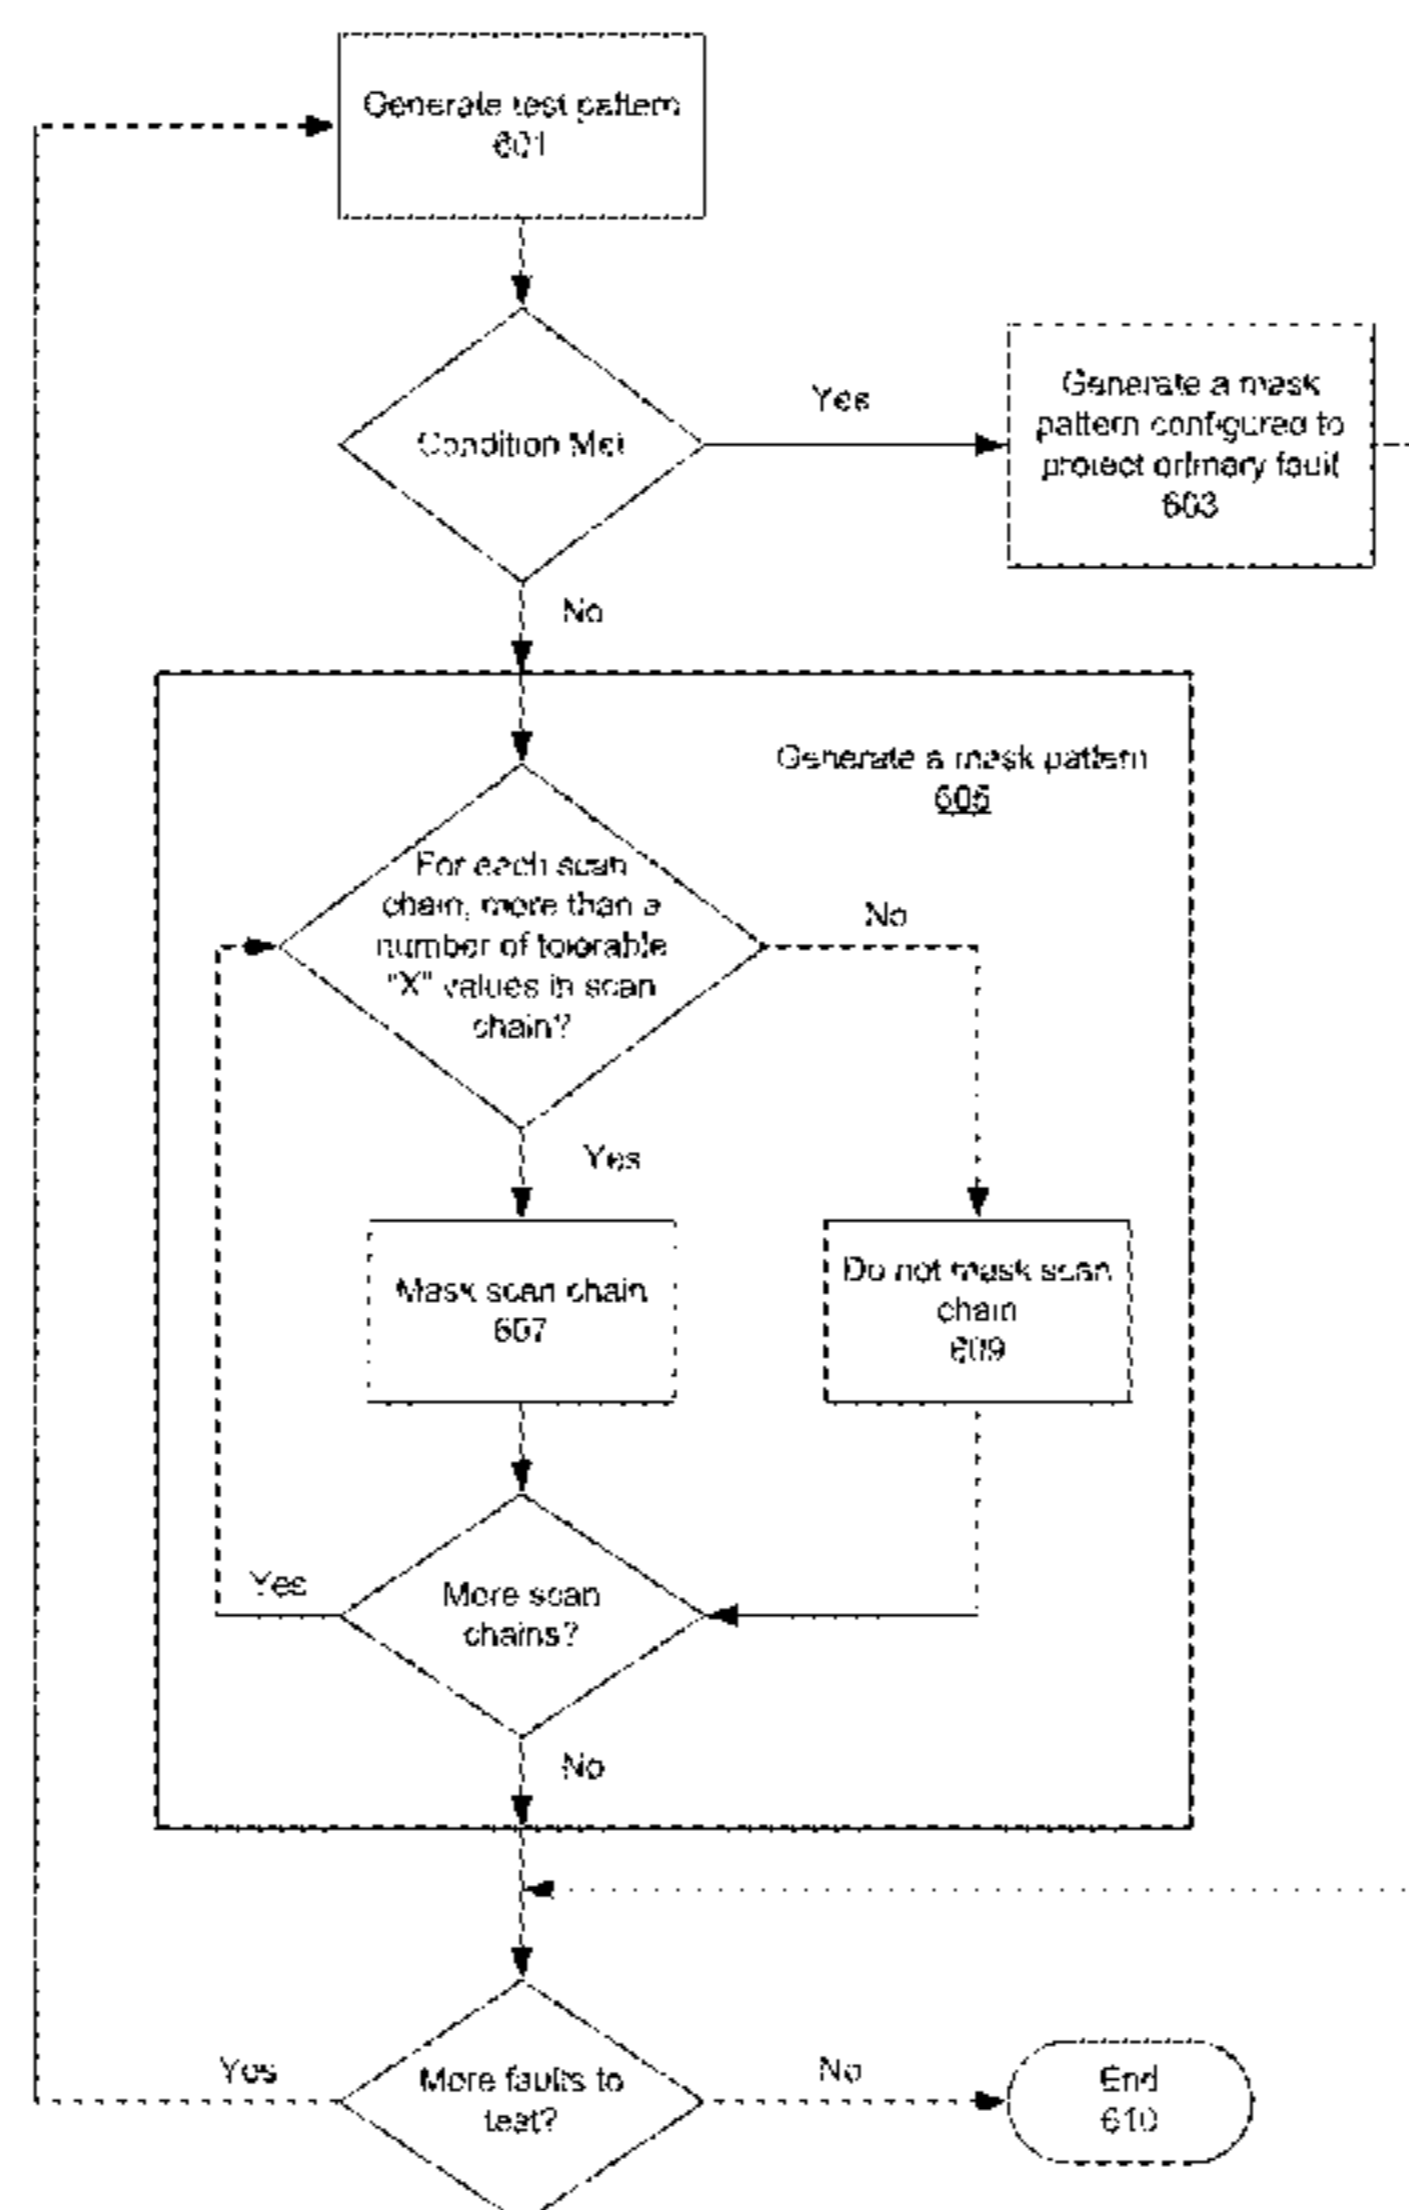 Generate test pattern
601
Condition Met
Yes
Generate a mask
pattern configured to
protect primary fault
603
No
Generate a mask pattern
605
For each scan
chain, more than a
number of tolerable
"X" values in scan
chain?
No
Yes
Mask scan chain
607
Do not mask scan
chain
609
Yes
More scan
chains?
No
Yes
More faults to
test?
No
End
610